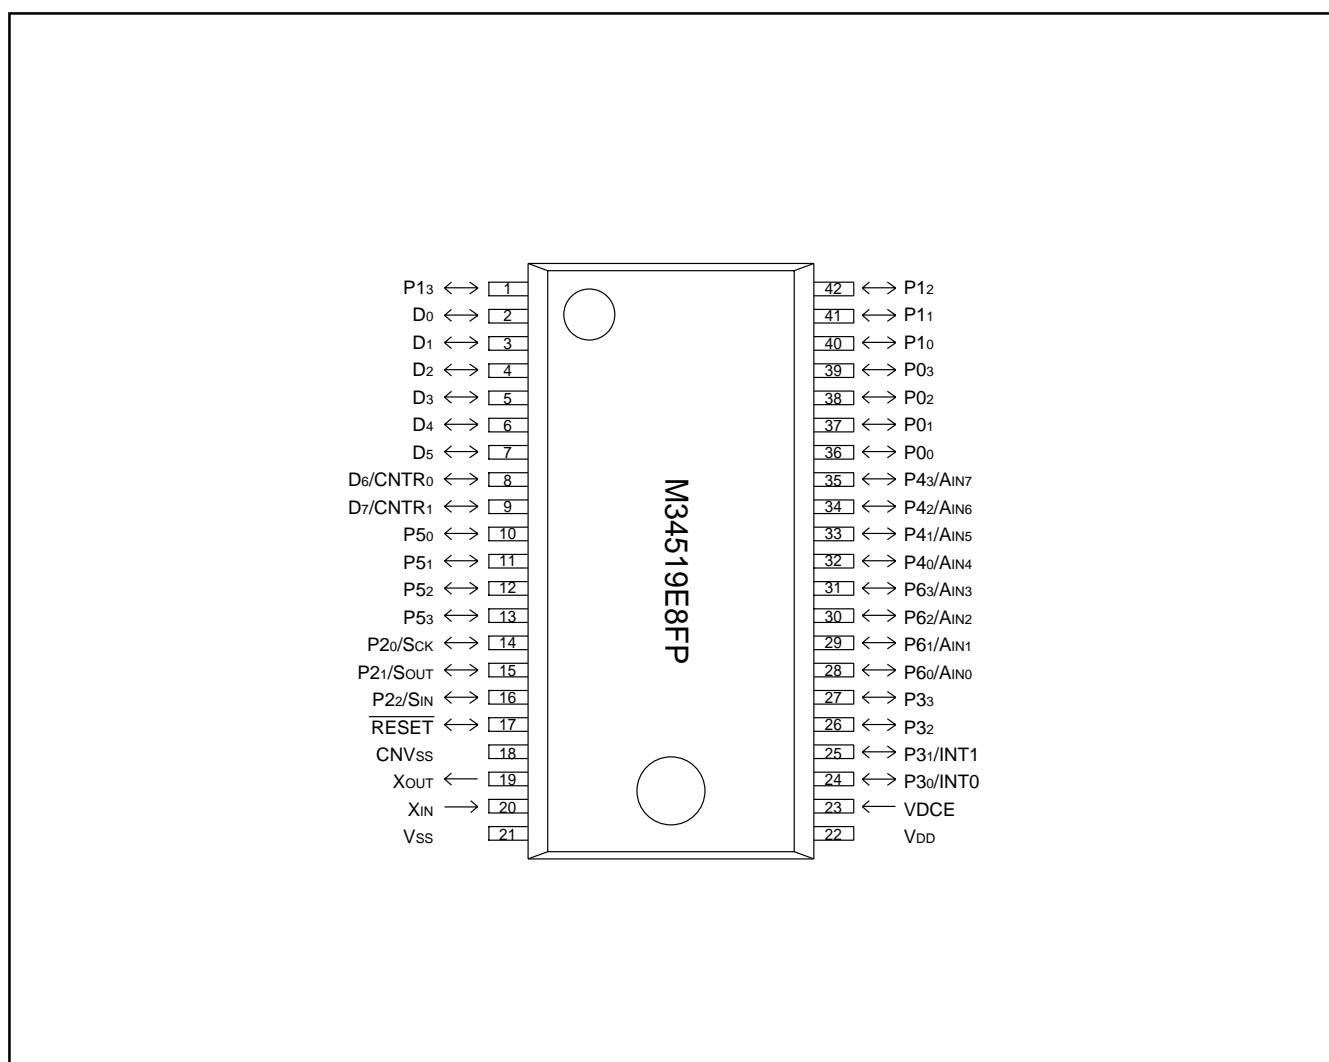 P13 1 42 P12
D0 2 41 P11
D1 3 40 P10
D2 4 39 P03
D3 5 38 P02
D4 6 37 P01
D5 7 36 P00
D6/CNTR0 8 35 P43/AIN7
D7/CNTR1 9 34 P42/AIN6
P50 10 33 P41/AIN5
P51 11 32 P40/AIN4
P52 12 31 P63/AIN3
P53 13 30 P62/AIN2
P20/SCK 14 29 P61/AIN1
P21/SOUT 15 28 P60/AIN0
P22/SIN 16 27 P33
RESET 17 26 P32
CNVSS 18 25 P31/INT1
XOUT 19 24 P30/INT0
XIN 20 23 VDCE
VSS 21 22 VDD
M34519E8FP